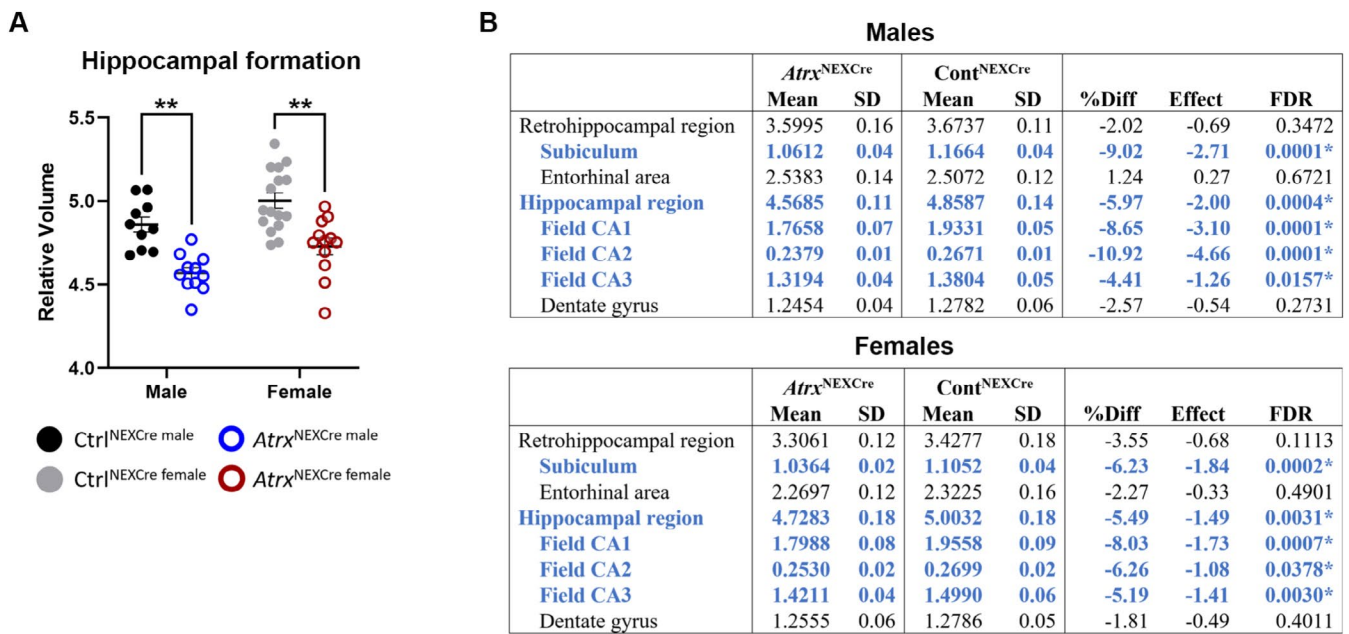 A
Hippocampal formation
** **
Relative Volume
5.5
5.0
4.5
4.0
Male Female
Ctrl^NEXCre male Atrx^NEXCre male
Ctrl^NEXCre female Atrx^NEXCre female
B
Males
Atrx^NEXCre Cont^NEXCre
Mean SD Mean SD %Diff Effect FDR
Retrohippocampal region 3.5995 0.16 3.6737 0.11 -2.02 -0.69 0.3472
Subiculum 1.0612 0.04 1.1664 0.04 -9.02 -2.71 0.0001*
Entorhinal area 2.5383 0.14 2.5072 0.12 1.24 0.27 0.6721
Hippocampal region 4.5685 0.11 4.8587 0.14 -5.97 -2.00 0.0004*
Field CA1 1.7658 0.07 1.9331 0.05 -8.65 -3.10 0.0001*
Field CA2 0.2379 0.01 0.2671 0.01 -10.92 -4.66 0.0001*
Field CA3 1.3194 0.04 1.3804 0.05 -4.41 -1.26 0.0157*
Dentate gyrus 1.2454 0.04 1.2782 0.06 -2.57 -0.54 0.2731
Females
Atrx^NEXCre Cont^NEXCre
Mean SD Mean SD %Diff Effect FDR
Retrohippocampal region 3.3061 0.12 3.4277 0.18 -3.55 -0.68 0.1113
Subiculum 1.0364 0.02 1.1052 0.04 -6.23 -1.84 0.0002*
Entorhinal area 2.2697 0.12 2.3225 0.16 -2.27 -0.33 0.4901
Hippocampal region 4.7283 0.18 5.0032 0.18 -5.49 -1.49 0.0031*
Field CA1 1.7988 0.08 1.9558 0.09 -8.03 -1.73 0.0007*
Field CA2 0.2530 0.02 0.2699 0.02 -6.26 -1.08 0.0378*
Field CA3 1.4211 0.04 1.4990 0.06 -5.19 -1.41 0.0030*
Dentate gyrus 1.2555 0.06 1.2786 0.05 -1.81 -0.49 0.4011